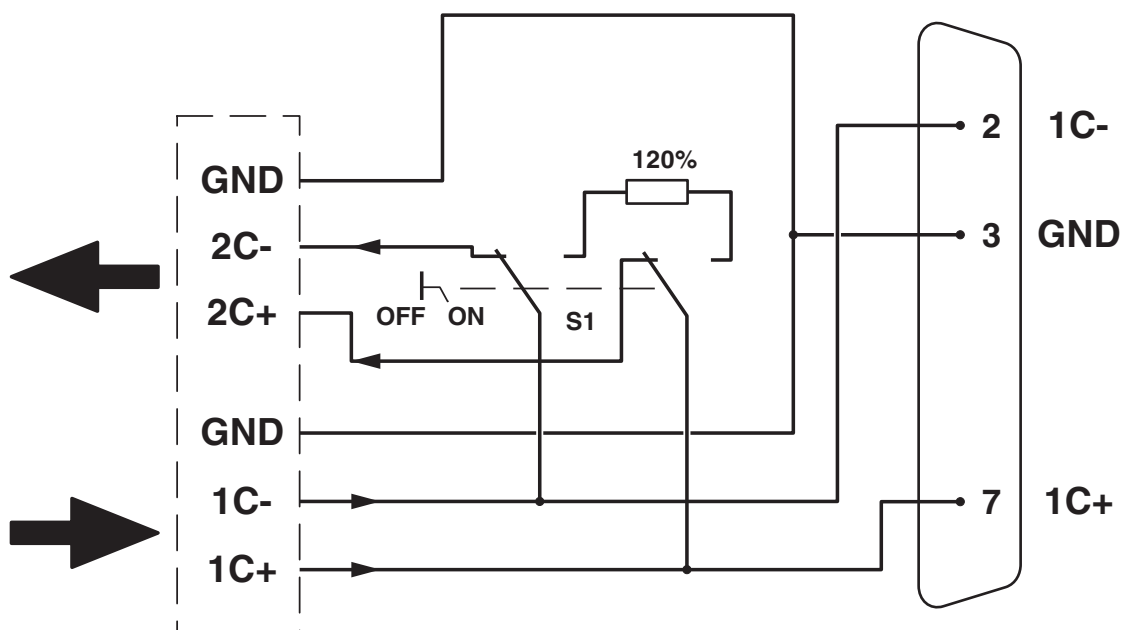 GND
2C-
2C+
GND
1C-
1C+
120%
OFF ON
S1
2 1C-
3 GND
7 1C+